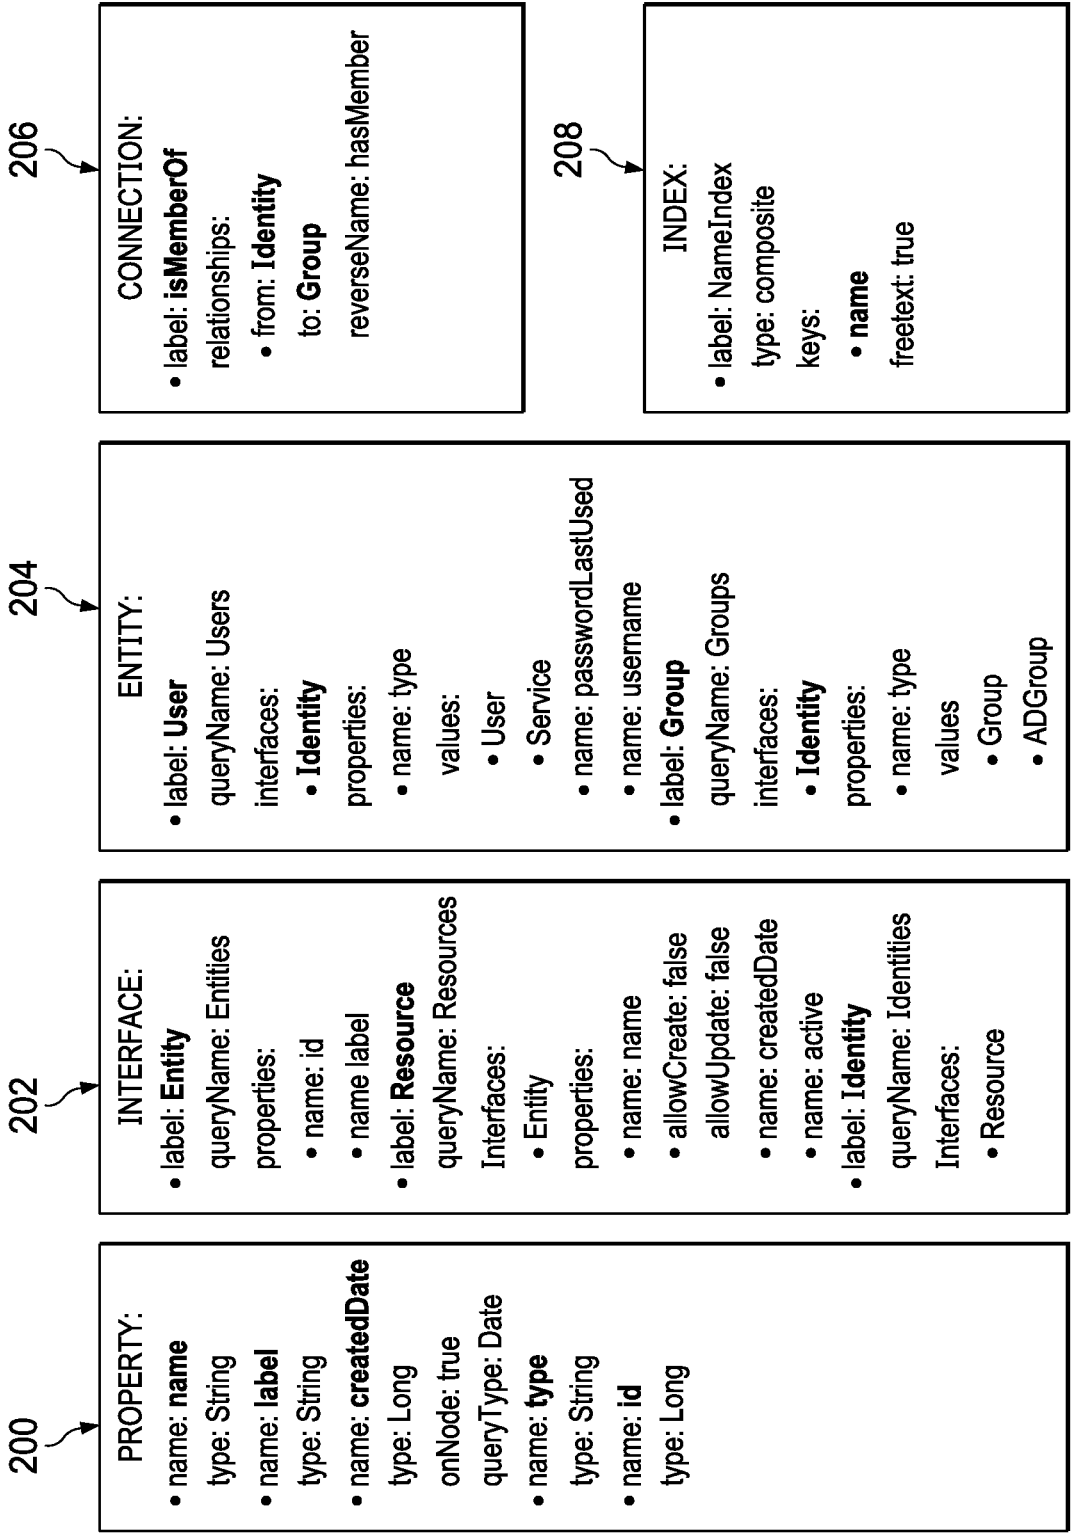 200
PROPERTY:
• name: name
type: String
• name: label
type: String
• name: createdDate
type: Long
onNode: true
queryType: Date
• name: type
type: String
• name: id
type: Long
202
INTERFACE:
• label: Entity
queryName: Entities
properties:
• name: id
• name label
• label: Resource
queryName: Resources
Interfaces:
• Entity
properties:
• name: name
• allowCreate: false
allowUpdate: false
• name: createdDate
• name: active
• label: Identity
queryName: Identities
Interfaces:
• Resource
204
ENTITY:
• label: User
queryName: Users
interfaces:
• Identity
properties:
• name: type
values:
• User
• Service
• name: passwordLastUsed
• name: username
• label: Group
queryName: Groups
interfaces:
• Identity
properties:
• name: type
values
• Group
• ADGroup
206
CONNECTION:
• label: isMemberOf
relationships:
• from: Identity
to: Group
reverseName: hasMember
208
INDEX:
• label: NameIndex
type: composite
keys:
• name
freetext: true